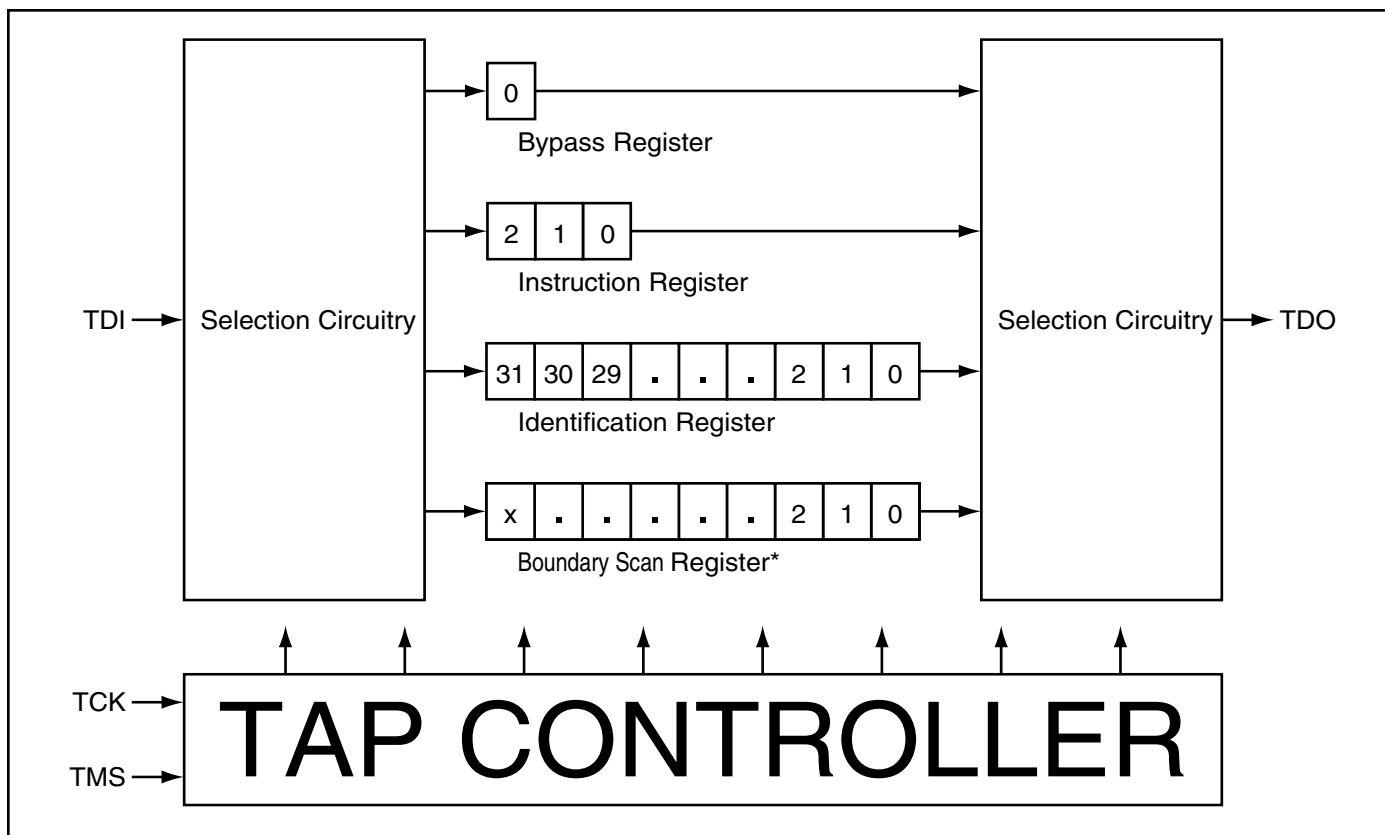 0
Bypass Register
2 1 0
Instruction Register
TDI Selection Circuitry Selection Circuitry TDO
31 30 29 . . . 2 1 0
Identification Register
x . . . . . 2 1 0
Boundary Scan Register*
TCK
TAP CONTROLLER
TMS